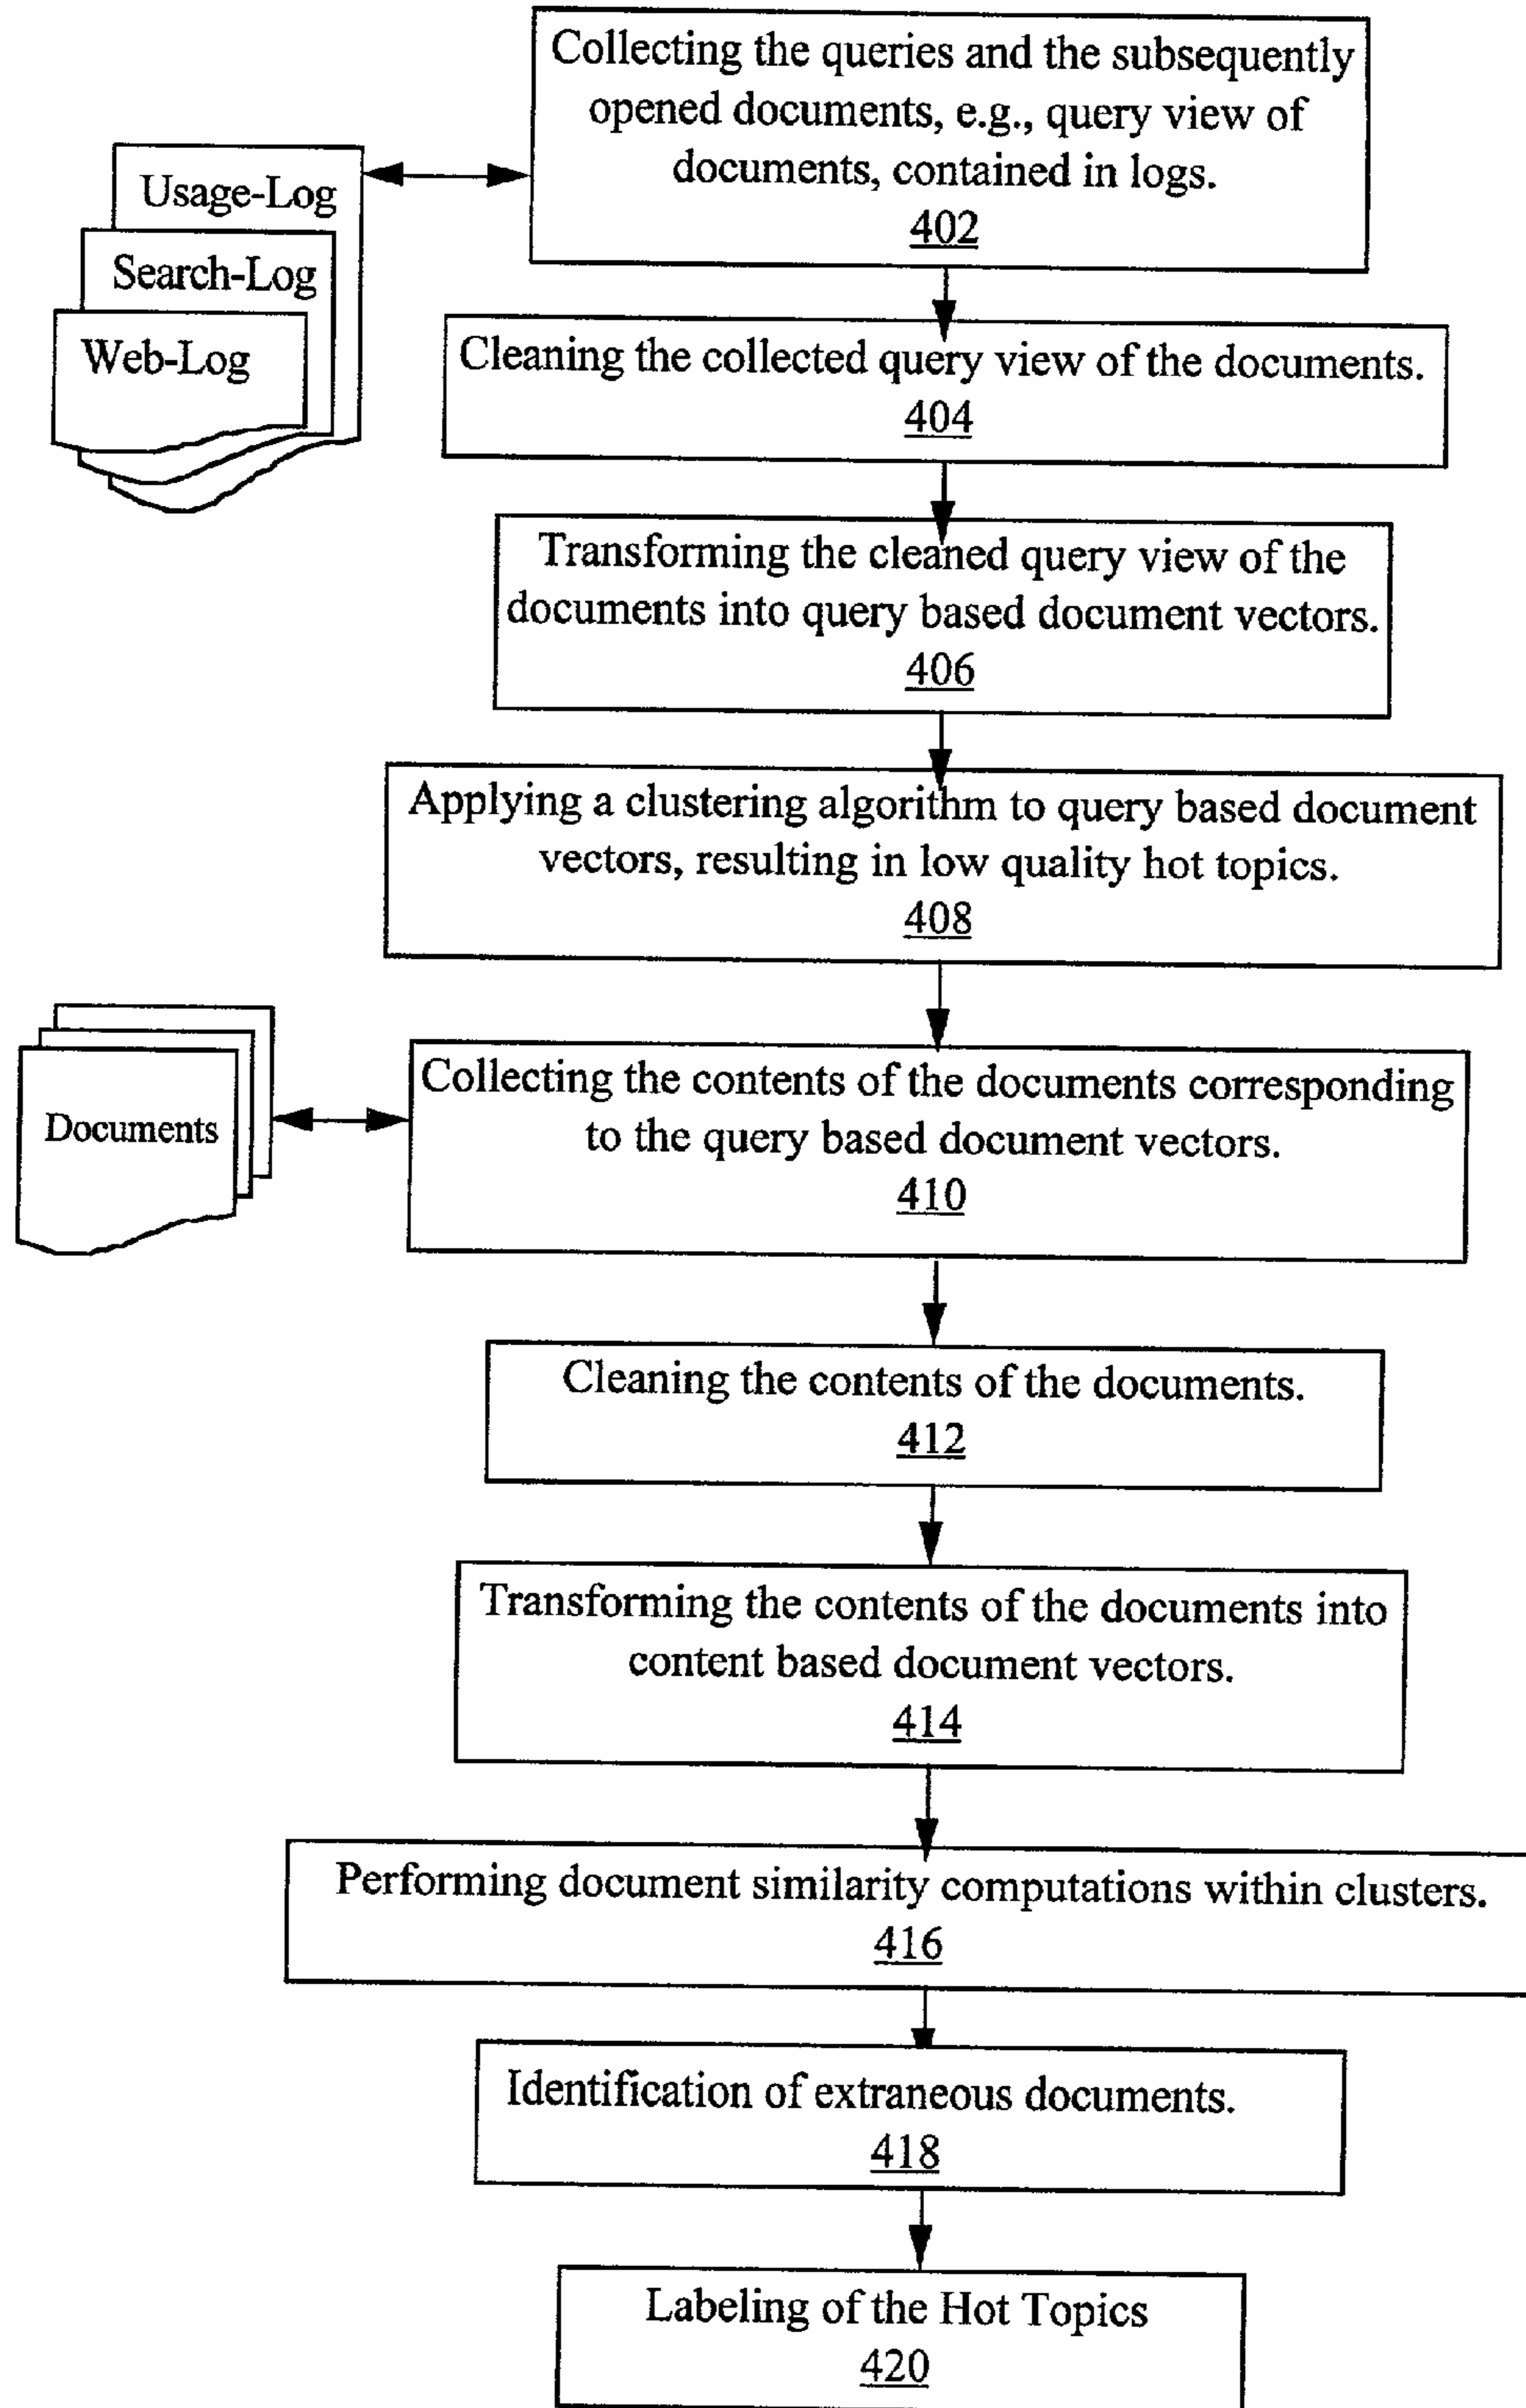 Collecting the queries and the subsequently
opened documents, e.g., query view of
documents, contained in logs.
402
Usage-Log
Search-Log
Web-Log
Cleaning the collected query view of the documents.
404
Transforming the cleaned query view of the
documents into query based document vectors.
406
Applying a clustering algorithm to query based document
vectors, resulting in low quality hot topics.
408
Documents
Collecting the contents of the documents corresponding
to the query based document vectors.
410
Cleaning the contents of the documents.
412
Transforming the contents of the documents into
content based document vectors.
414
Performing document similarity computations within clusters.
416
Identification of extraneous documents.
418
Labeling of the Hot Topics
420